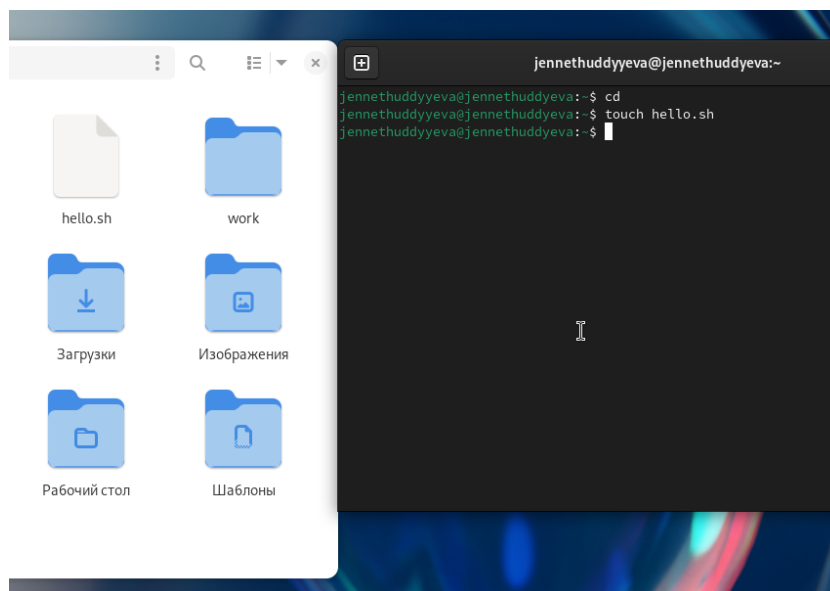 hello.sh
work
Загрузки
Изображения
Рабочий стол
Шаблоны
jennethuddyyeva@jennethuddyeva:~
jennethuddyyeva@jennethuddyeva:~$ cd
jennethuddyyeva@jennethuddyeva:~$ touch hello.sh
jennethuddyyeva@jennethuddyeva:~$